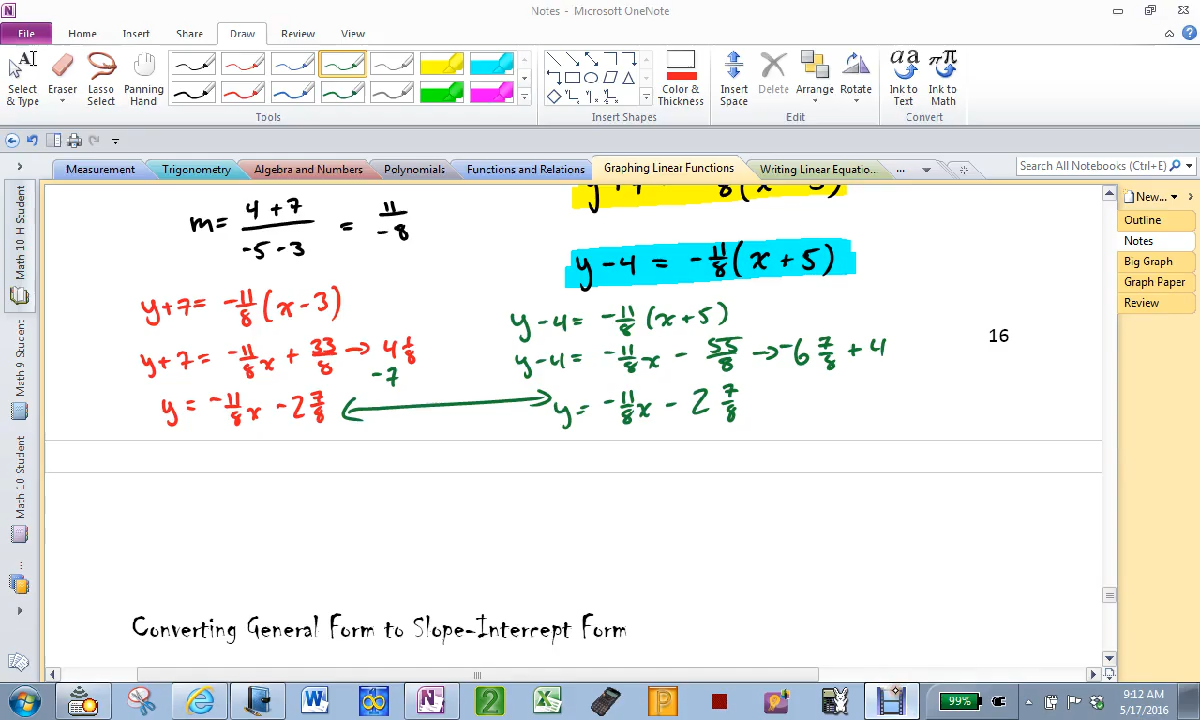 Notes - Microsoft OneNote
File Home Insert Share Draw Review View
Select & Type
Eraser
Lasso Select
Panning Hand
Tools
Color & Thickness
Insert Shapes
Insert Space
Delete
Arrange
Rotate
Edit
Ink to Text
Ink to Math
Convert
Measurement Trigonometry Algebra and Numbers Polynomials Functions and Relations Graphing Linear Functions Writing Linear Equatio... ...
Search All Notebooks (Ctrl+E)
New...
Outline
Notes
Big Graph
Graph Paper
Review
Math 10 H Student
Math 9 Student
Math 10 Student
m = (4 + 7)/(-5 - 3) = 11/-8
y - 4 = -11/8 (x + 5)
y + 7 = -11/8 (x - 3)
y + 7 = -11/8 x + 33/8 → 4 1/8
-7
y = -11/8 x - 2 7/8
y - 4 = -11/8 (x + 5)
y - 4 = -11/8 x - 55/8 → -6 7/8 + 4
y = -11/8 x - 2 7/8
16
Converting General Form to Slope-Intercept Form
99%
9:12 AM
5/17/2016